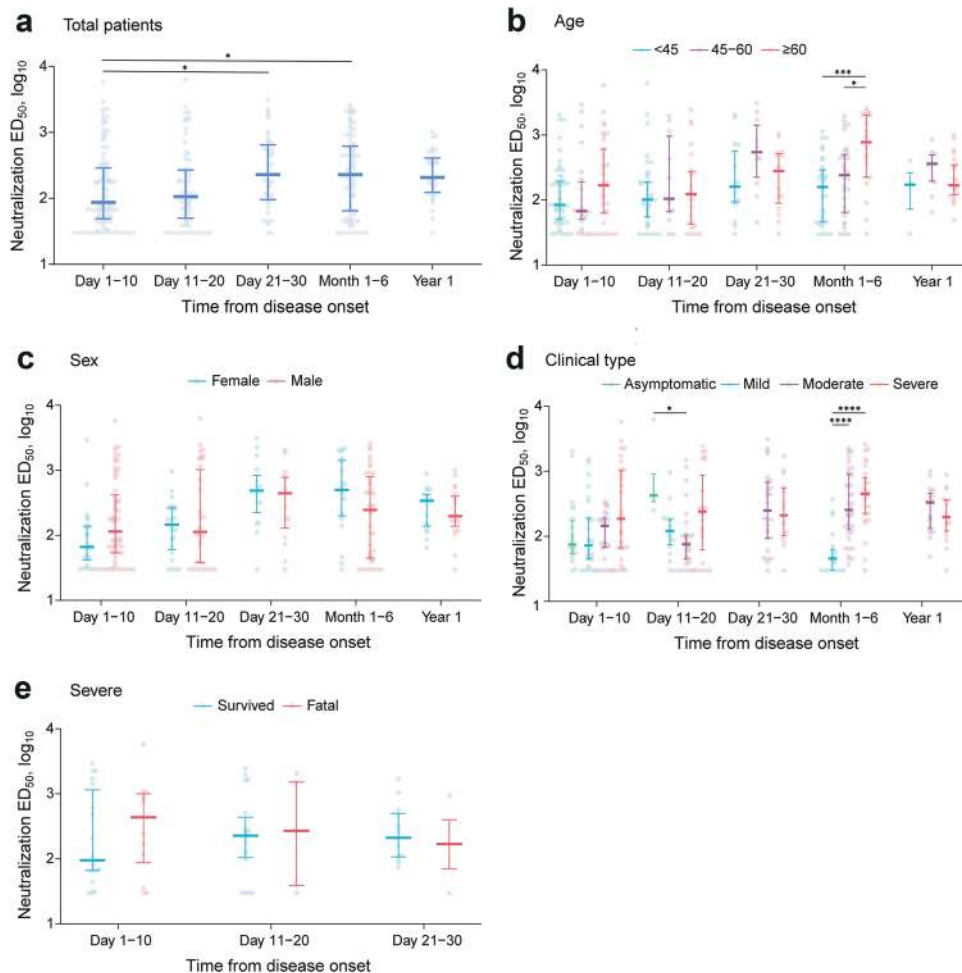 a Total patients
Neutralization ED50, log10
4
3
2
1
* 
*
Day 1–10 Day 11–20 Day 21–30 Month 1–6 Year 1
Time from disease onset
b Age
<45 45–60 ≥60
Neutralization ED50, log10
4
3
2
1
***
*
Day 1–10 Day 11–20 Day 21–30 Month 1–6 Year 1
Time from disease onset
c Sex
Female Male
Neutralization ED50, log10
4
3
2
1
Day 1–10 Day 11–20 Day 21–30 Month 1–6 Year 1
Time from disease onset
d Clinical type
Asymptomatic Mild Moderate Severe
Neutralization ED50, log10
4
3
2
1
*
****
****
Day 1–10 Day 11–20 Day 21–30 Month 1–6 Year 1
Time from disease onset
e Severe
Survived Fatal
Neutralization ED50, log10
4
3
2
1
Day 1–10 Day 11–20 Day 21–30
Time from disease onset